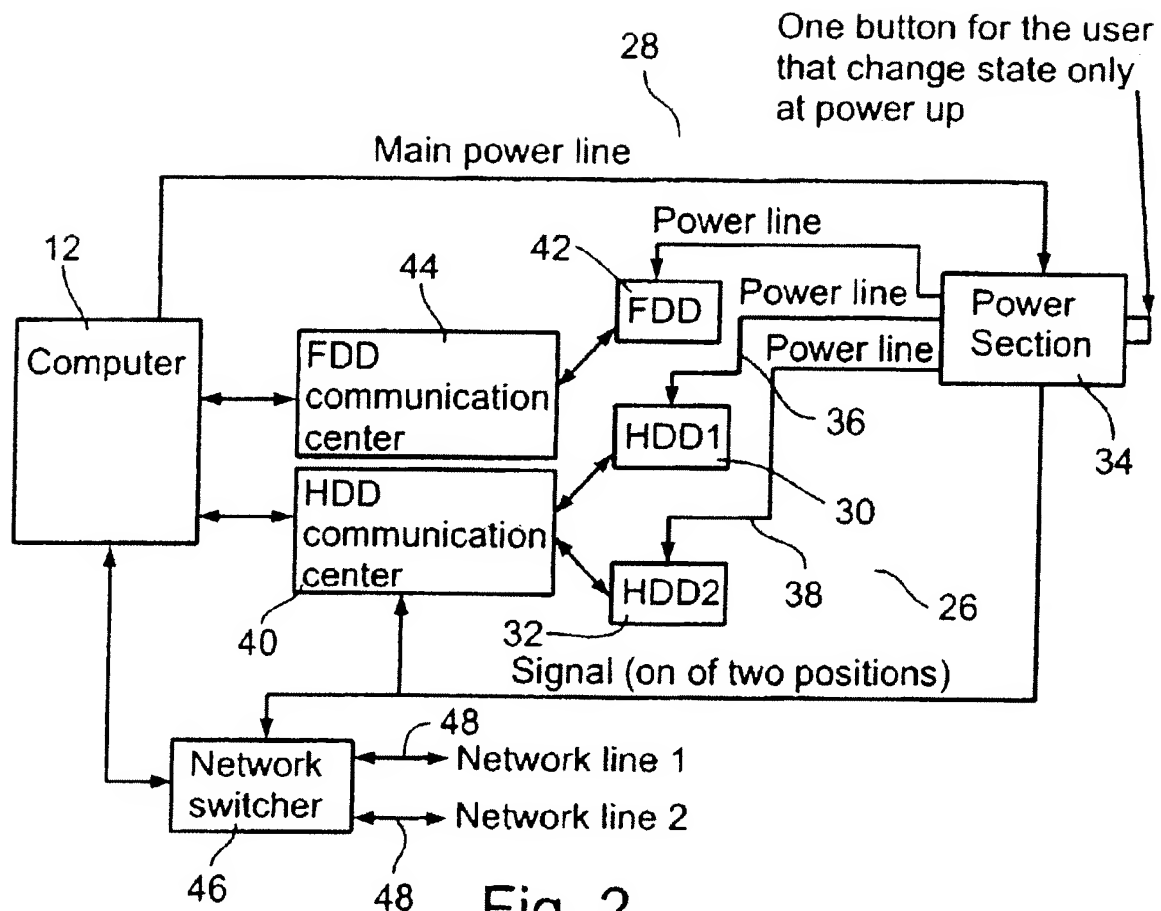 One button for the user
that change state only
at power up
28
Main power line
Power line
12
44
42
FDD
Power line
Power
Section
Computer
FDD
communication
center
Power line
36
34
HDD1
30
HDD
communication
center
HDD2
38
26
40
32
Signal (on of two positions)
48
Network line 1
Network
switcher
Network line 2
46
48
Fig. 2